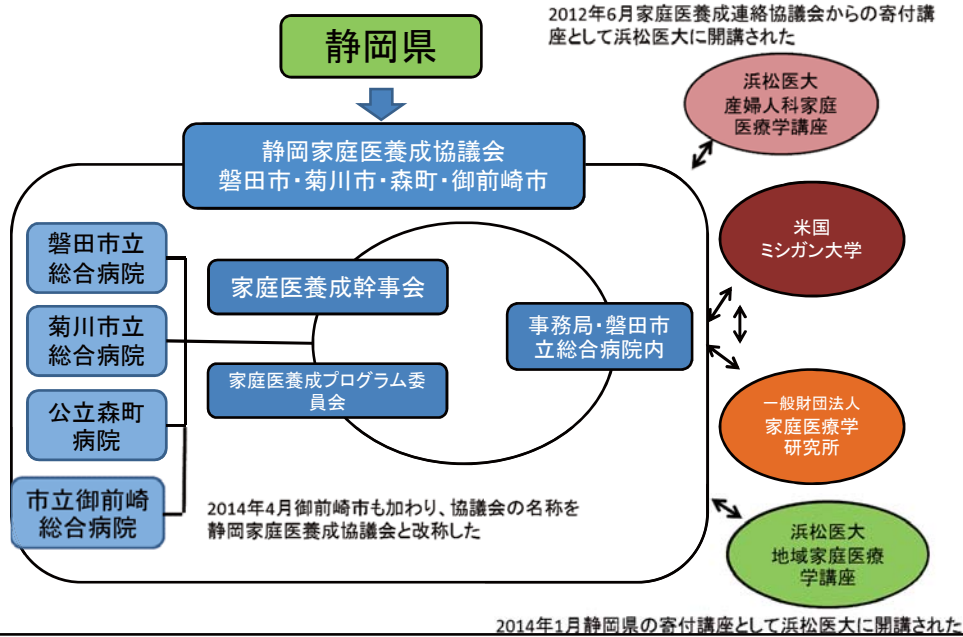 静岡県
2012年6月家庭医養成連絡協議会からの寄付講
座として浜松医大に開講された
浜松医大
産婦人科家庭
医療学講座
静岡家庭医養成協議会
磐田市・菊川市・森町・御前崎市
米国
ミシガン大学
磐田市立
総合病院
家庭医養成幹事会
菊川市立
総合病院
事務局・磐田市
立総合病院内
家庭医養成プログラム委
員会
公立森町
病院
一般財団法人
家庭医療学
研究所
市立御前崎
総合病院
2014年4月御前崎市も加わり、協議会の名称を
静岡家庭医養成協議会と改称した
浜松医大
地域家庭医療
学講座
2014年1月静岡県の寄付講座として浜松医大に開講された